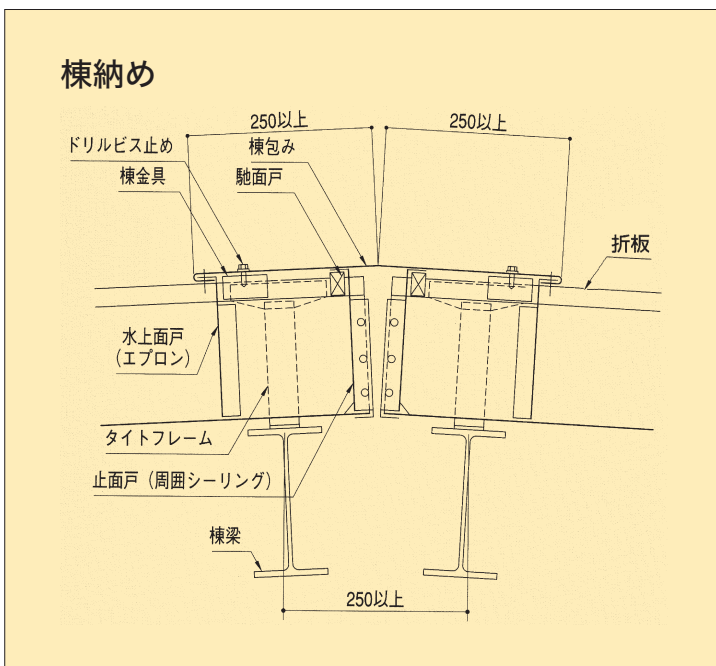 棟納め
250以上
250以上
ドリルビス止め
棟包み
棟金具
馳面戸
折板
水上面戸
（エプロン）
タイトフレーム
止面戸（周囲シーリング）
棟梁
250以上